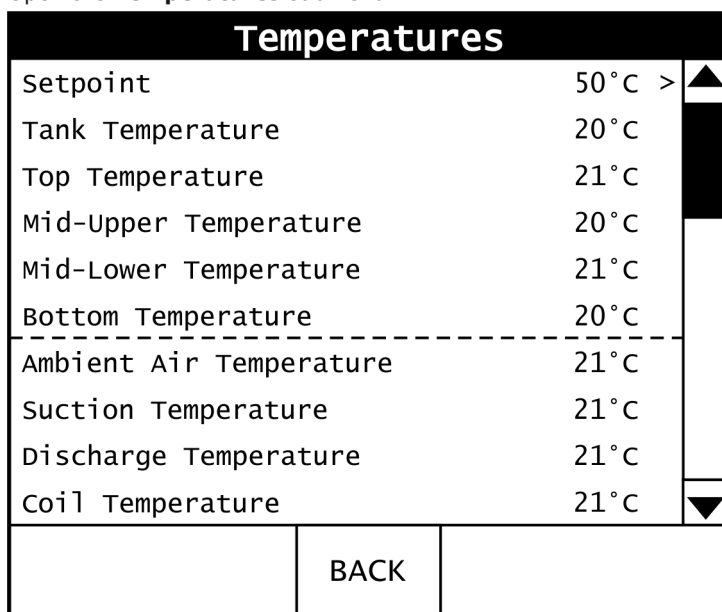 Temperatures
Setpoint 50°C >
Tank Temperature 20°C
Top Temperature 21°C
Mid-Upper Temperature 20°C
Mid-Lower Temperature 21°C
Bottom Temperature 20°C
Ambient Air Temperature 21°C
Suction Temperature 21°C
Discharge Temperature 21°C
Coil Temperature 21°C
BACK